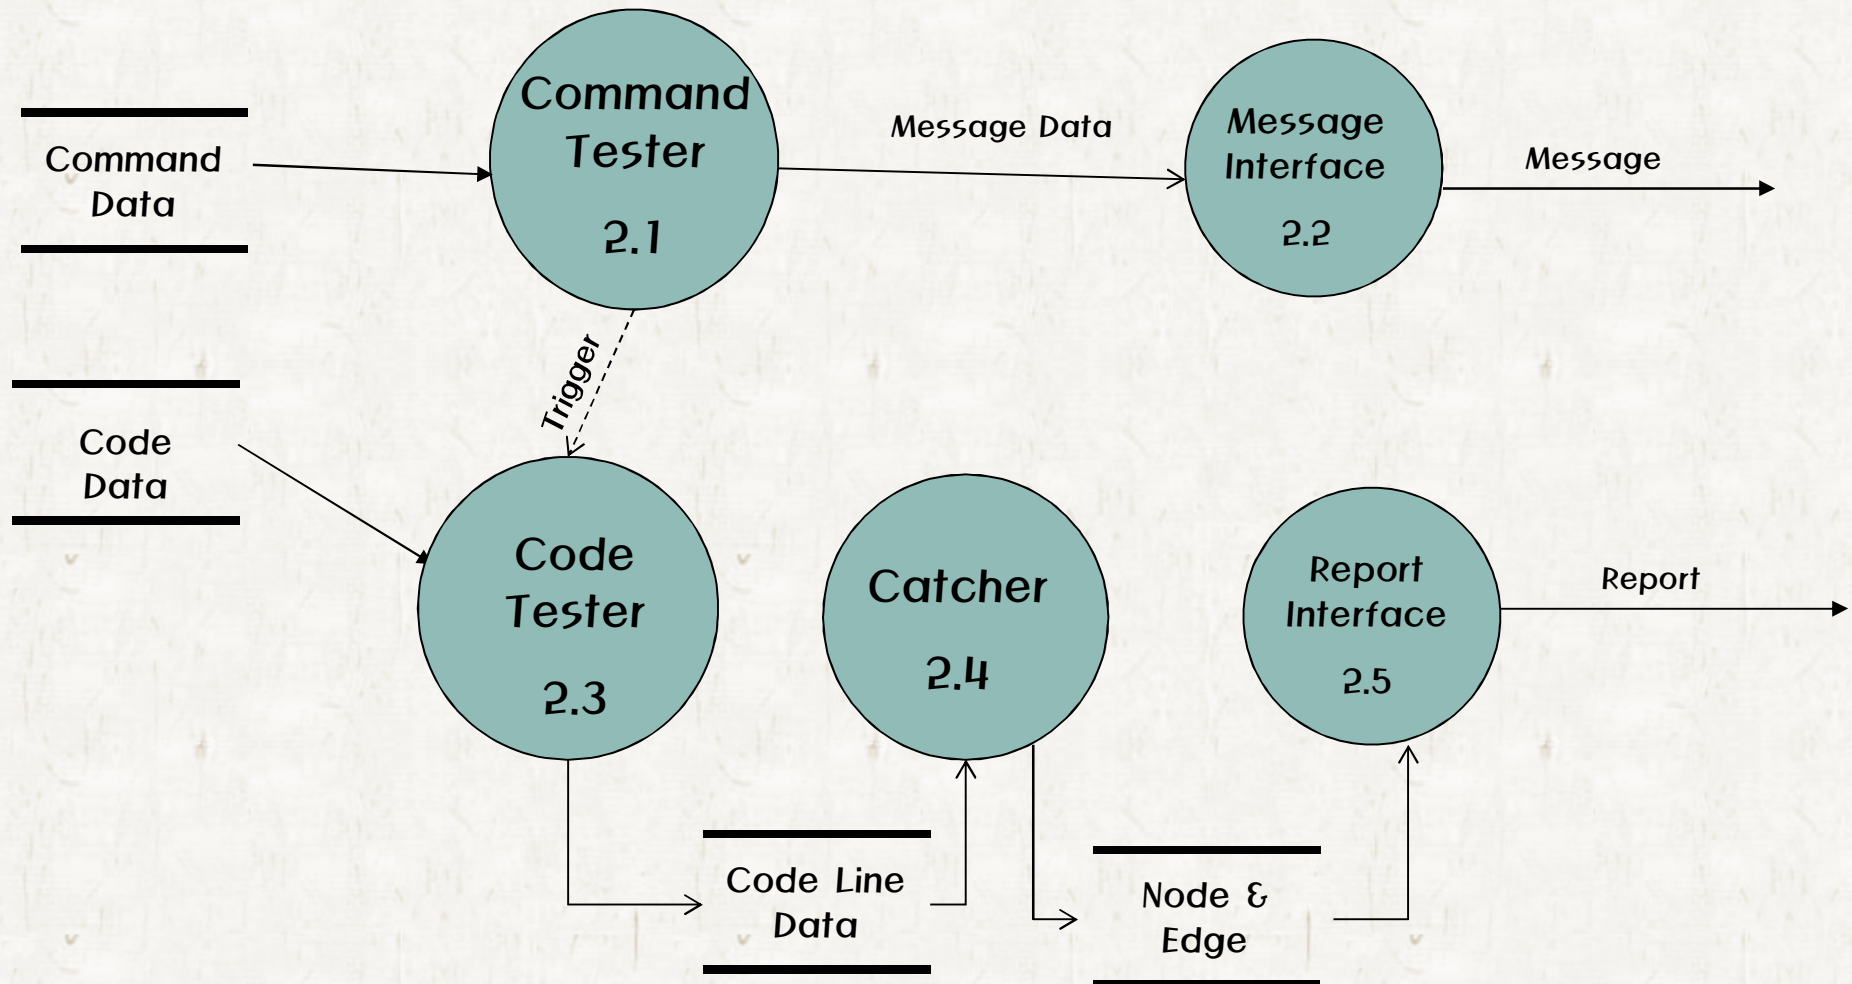 Command
Tester
2.1
Command
Data
Message Data
Message
Interface
2.2
Message
Trigger
Code
Data
Code
Tester
2.3
Catcher
2.4
Report
Interface
2.5
Report
Code Line
Data
Node &
Edge